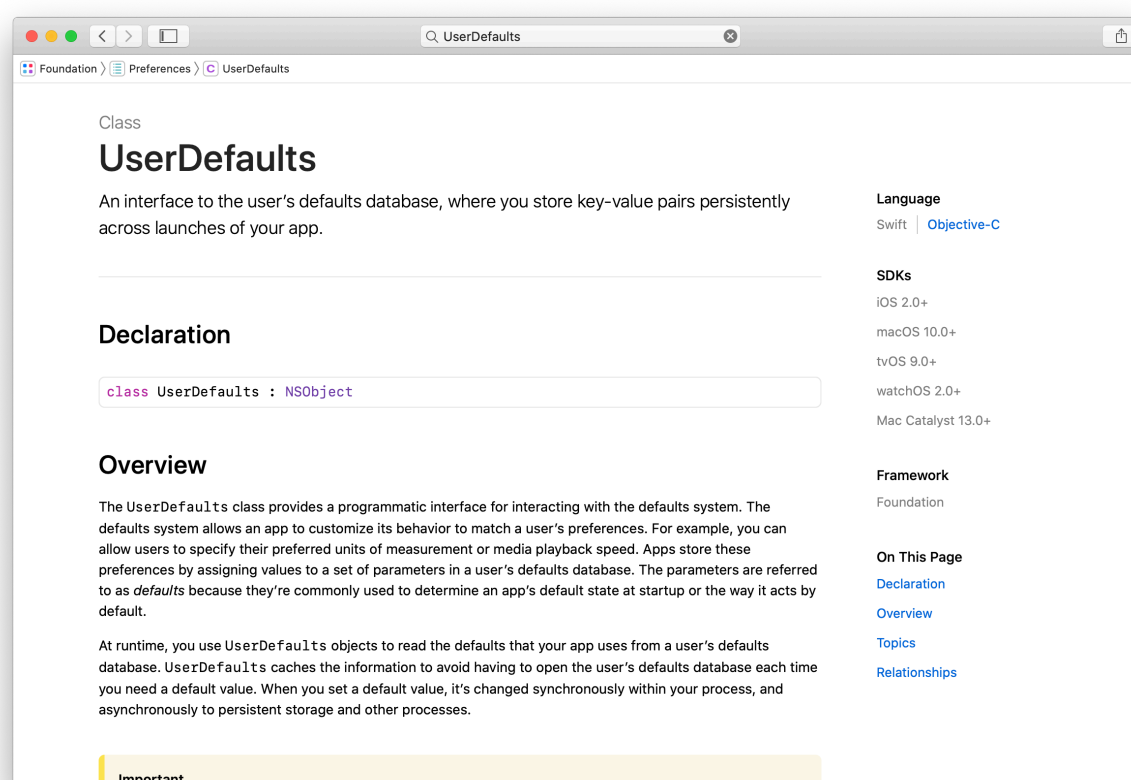 UserDefaults
Foundation 〉 Preferences 〉 C UserDefaults
Class
UserDefaults
An interface to the user’s defaults database, where you store key-value pairs persistently
across launches of your app.
Declaration
class UserDefaults : NSObject
Overview
The UserDefaults class provides a programmatic interface for interacting with the defaults system. The
defaults system allows an app to customize its behavior to match a user’s preferences. For example, you can
allow users to specify their preferred units of measurement or media playback speed. Apps store these
preferences by assigning values to a set of parameters in a user’s defaults database. The parameters are referred
to as defaults because they’re commonly used to determine an app’s default state at startup or the way it acts by
default.
At runtime, you use UserDefaults objects to read the defaults that your app uses from a user’s defaults
database. UserDefaults caches the information to avoid having to open the user’s defaults database each time
you need a default value. When you set a default value, it’s changed synchronously within your process, and
asynchronously to persistent storage and other processes.
Important
Language
Swift | Objective-C
SDKs
iOS 2.0+
macOS 10.0+
tvOS 9.0+
watchOS 2.0+
Mac Catalyst 13.0+
Framework
Foundation
On This Page
Declaration
Overview
Topics
Relationships